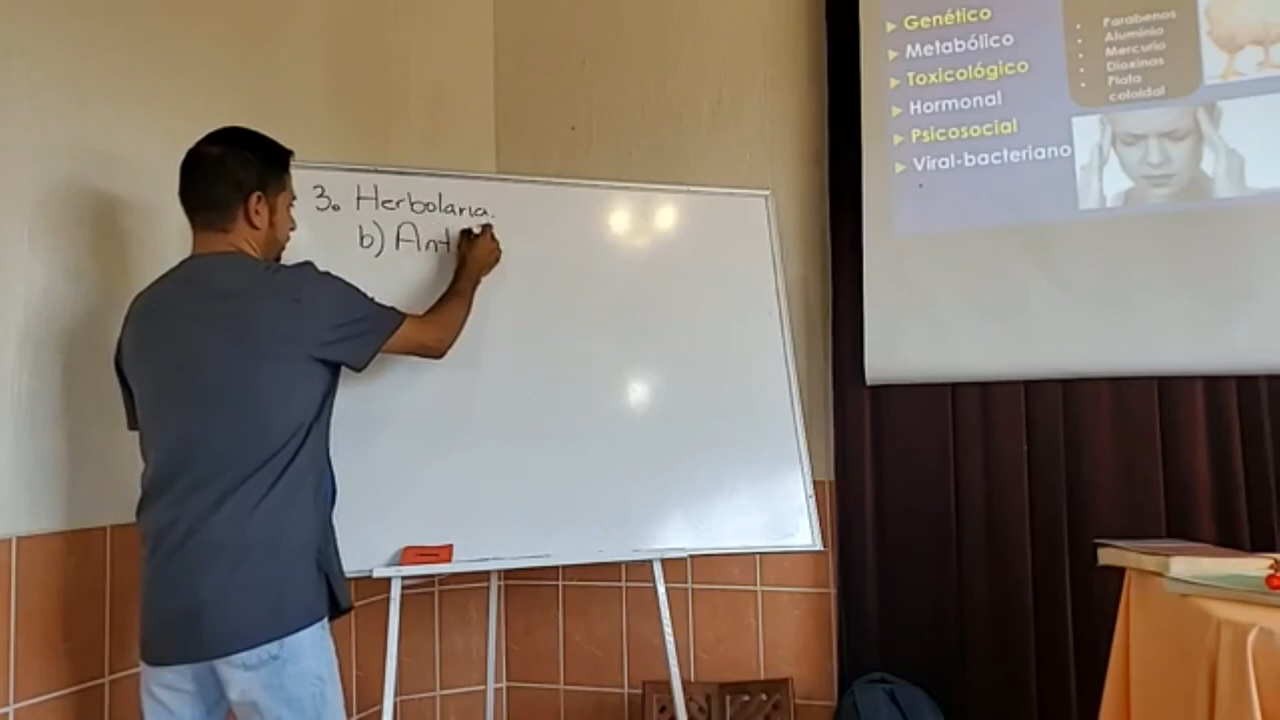 3. Herbolaria.
b) Ant
Genético
Metabólico
Toxicológico
Hormonal
Psicosocial
Viral-bacteriano
Parabenos
Aluminio
Mercurio
Dioxinas
Plata
coloidal